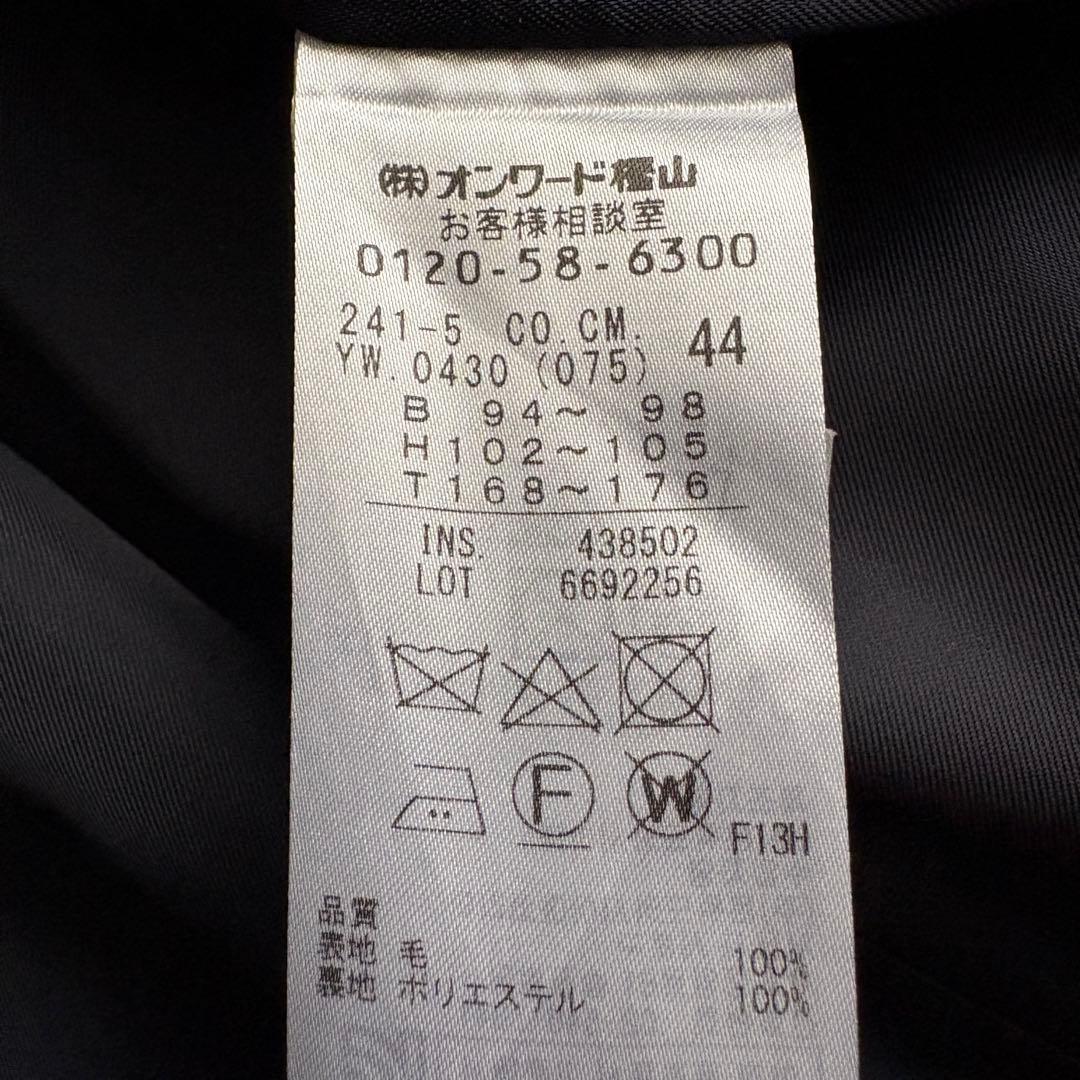 ㈱オンワード樫山
お客様相談室
0120-58-6300
241-5 CO.CM. 44
YW.0430 (075)
B 94～ 98
H102～105
T168～176
INS. 438502
LOT 6692256
F W
F13H
品質
表地 毛 100%
裏地 ポリエステル 100%